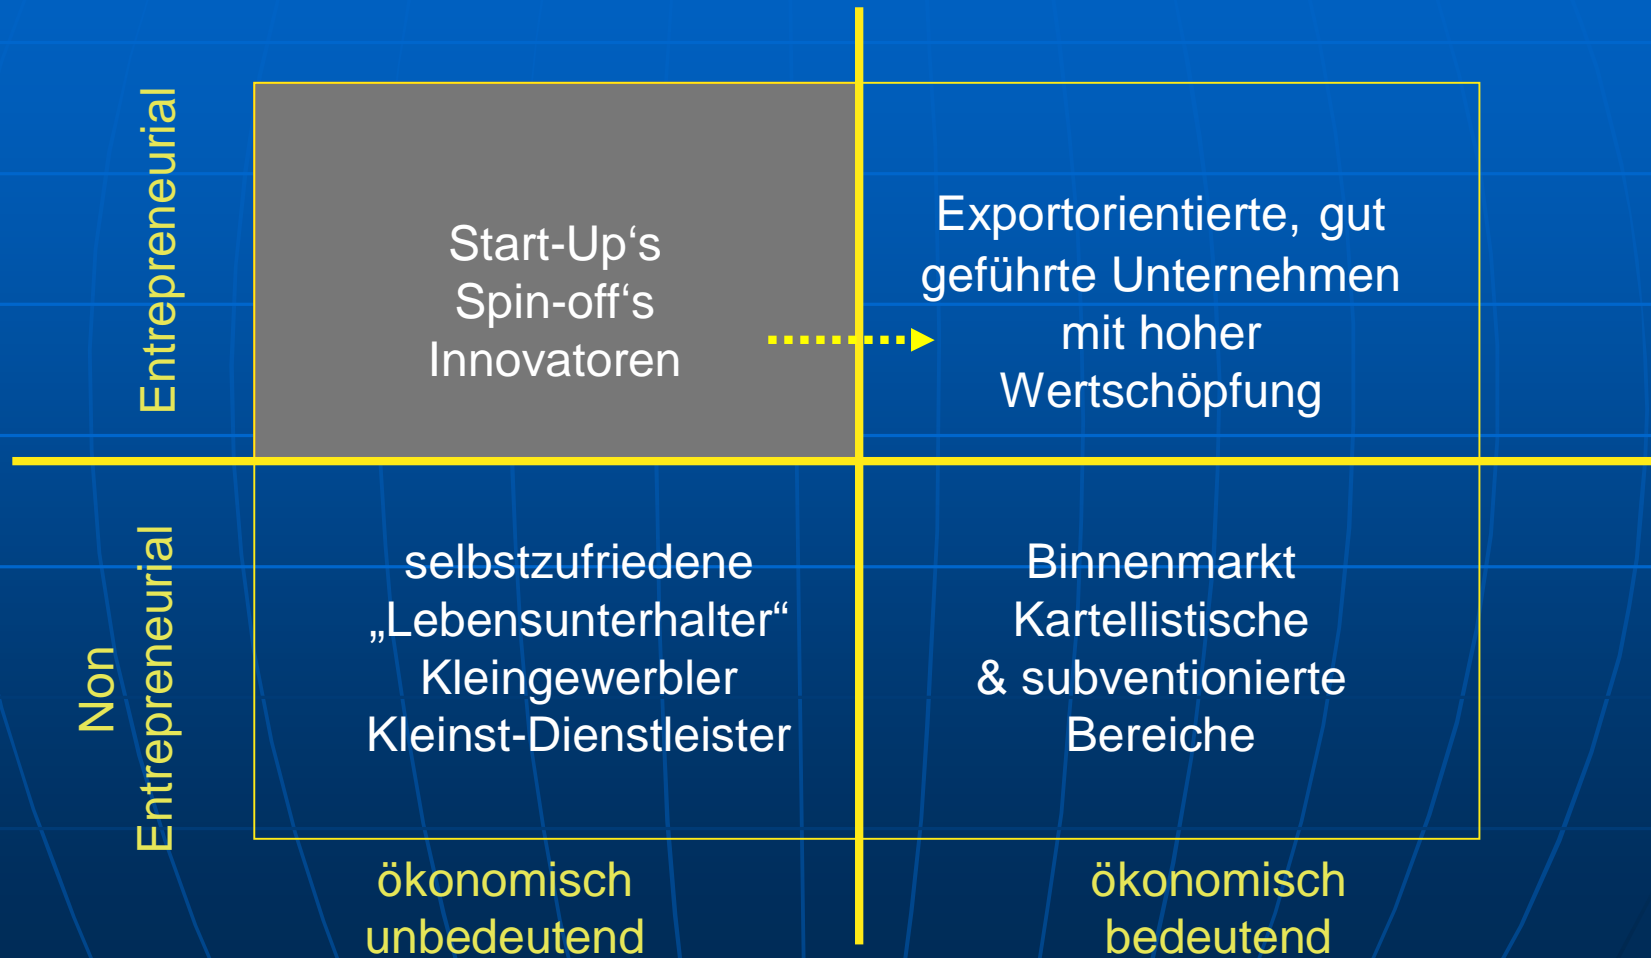 Entrepreneurial
Start-Up‘s
Spin-off‘s
Innovatoren
Exportorientierte, gut
geführte Unternehmen
mit hoher
Wertschöpfung
Non
Entrepreneurial
selbstzufriedene
„Lebensunterhalter“
Kleingewerbler
Kleinst-Dienstleister
Binnenmarkt
Kartellistische
& subventionierte
Bereiche
ökonomisch
unbedeutend
ökonomisch
bedeutend